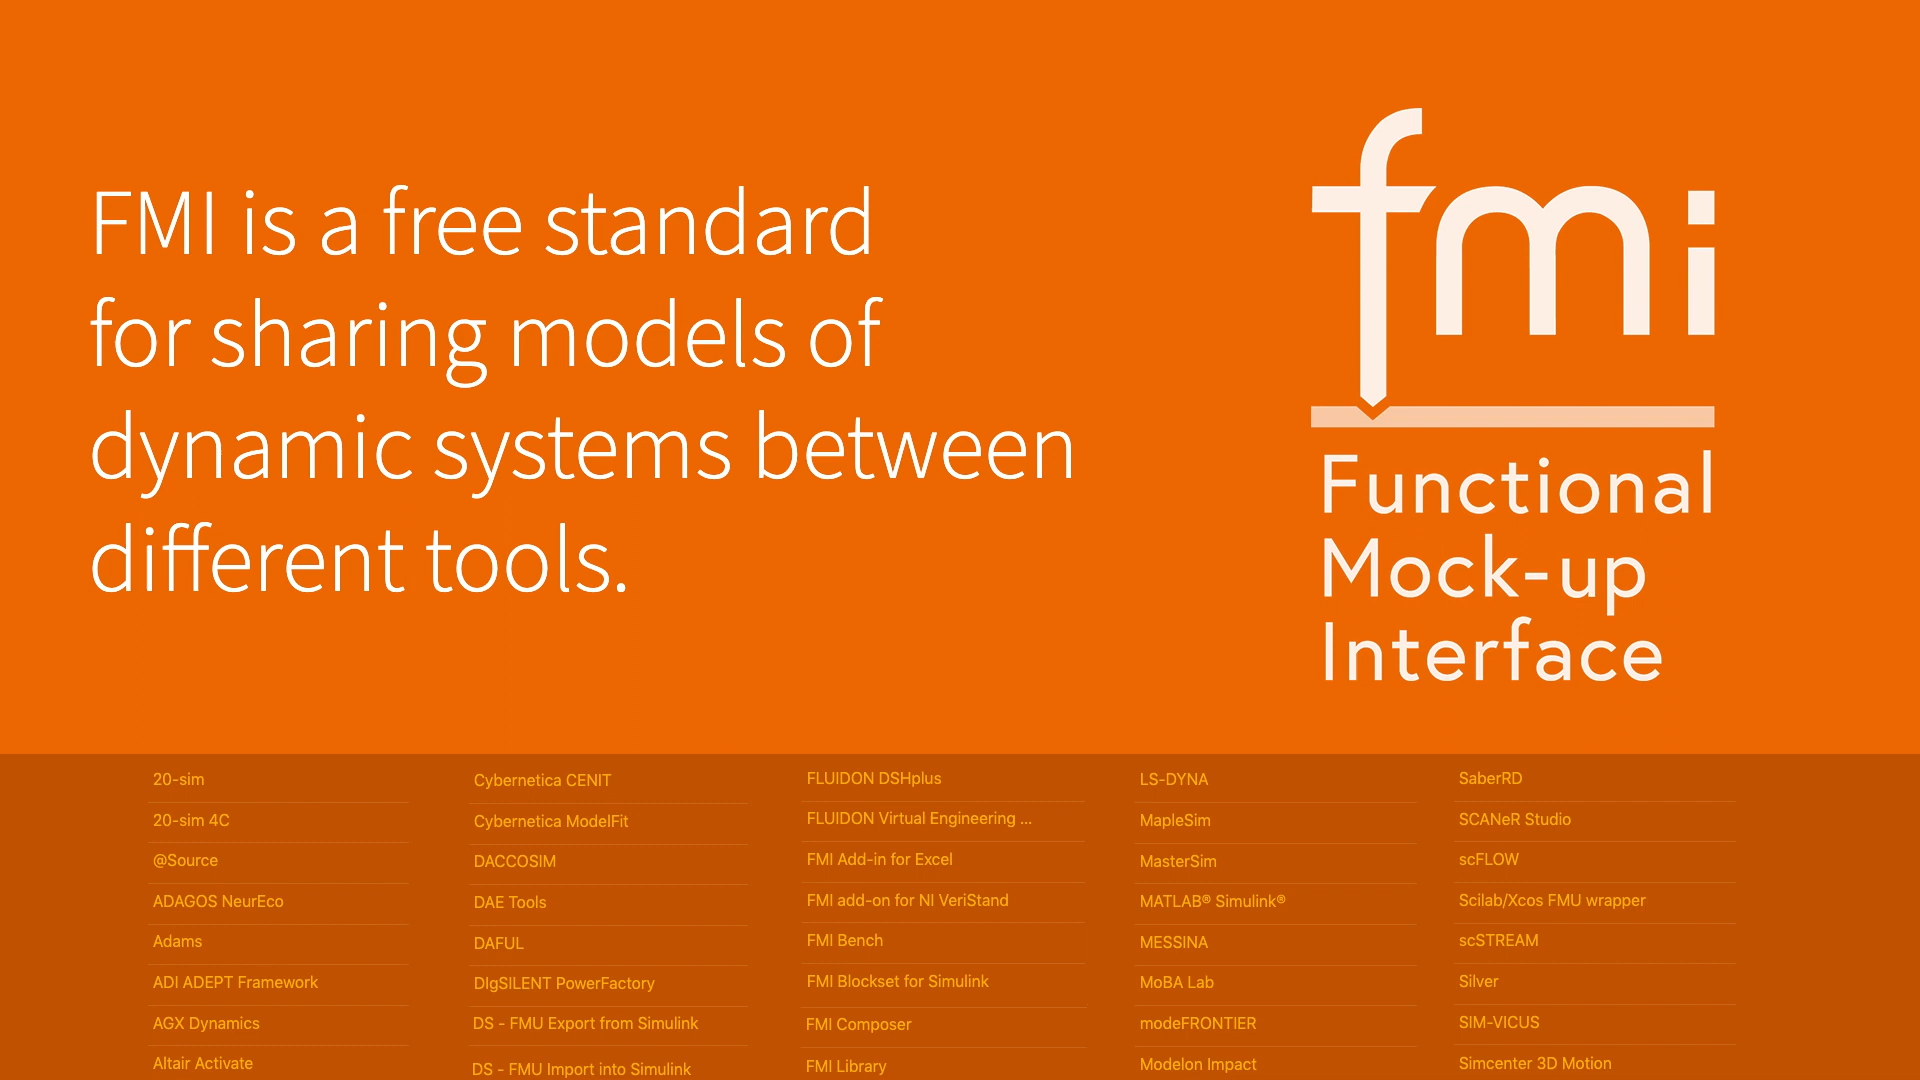 FMI is a free standard
for sharing models of
dynamic systems between
different tools.
fmi
Functional
Mock-up
Interface
20-sim
20-sim 4C
@Source
ADAGOS NeurEco
Adams
ADI ADEPT Framework
AGX Dynamics
Altair Activate
Cybernetica CENIT
Cybernetica ModelFit
DACCOSIM
DAE Tools
DAFUL
DIgSILENT PowerFactory
DS - FMU Export from Simulink
DS - FMU Import into Simulink
FLUIDON DSHplus
FLUIDON Virtual Engineering ...
FMI Add-in for Excel
FMI add-on for NI VeriStand
FMI Bench
FMI Blockset for Simulink
FMI Composer
FMI Library
LS-DYNA
MapleSim
MasterSim
MATLAB® Simulink®
MESSINA
MoBA Lab
modeFRONTIER
Modelon Impact
SaberRD
SCANeR Studio
scFLOW
Scilab/Xcos FMU wrapper
scSTREAM
Silver
SIM-VICUS
Simcenter 3D Motion